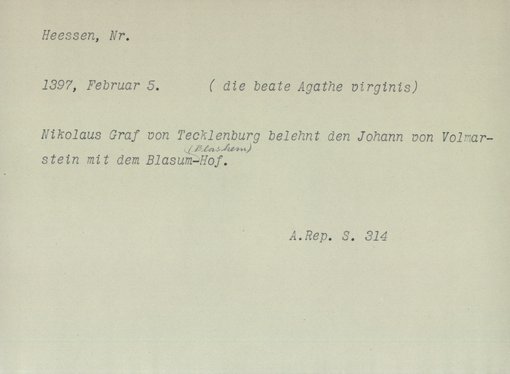 Heessen, Nr.
1397, Februar 5. ( die beate Agathe virginis)
Nikolaus Graf von Tecklenburg belehnt den Johann von Volmar-
(Blashem)
stein mit dem Blasum-Hof.
A.Rep. S. 314